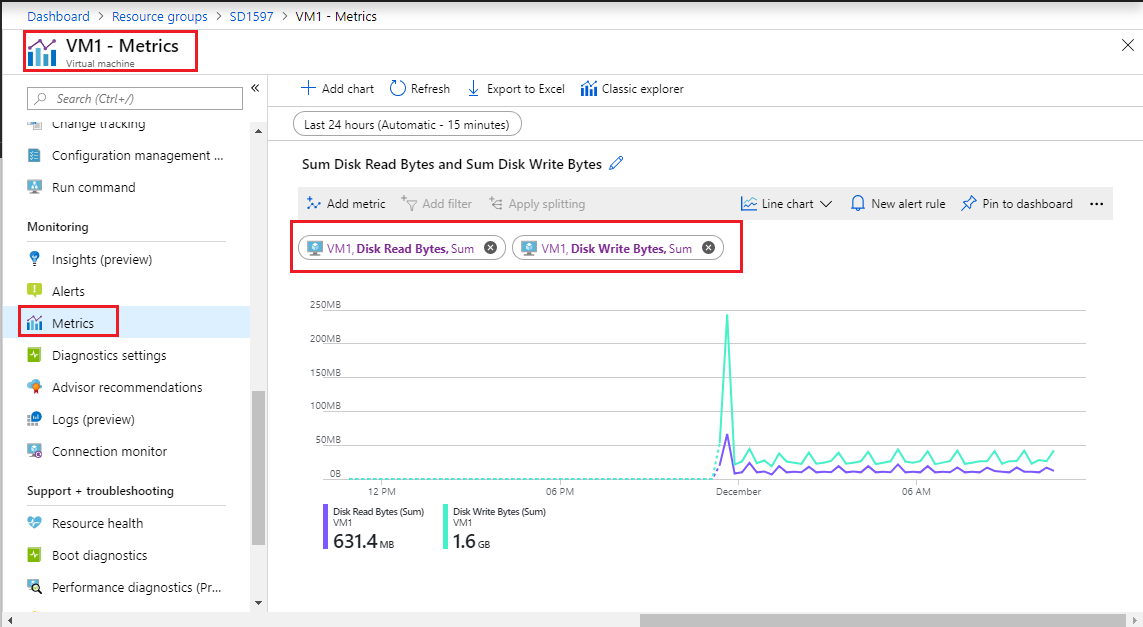 Dashboard > Resource groups > SD1597 > VM1 - Metrics
VM1 - Metrics
Virtual machine
Search (Ctrl+/)
Change tracking
Configuration management ...
Run command
Monitoring
Insights (preview)
Alerts
Metrics
Diagnostics settings
Advisor recommendations
Logs (preview)
Connection monitor
Support + troubleshooting
Resource health
Boot diagnostics
Performance diagnostics (Pr...
Add chart Refresh Export to Excel Classic explorer
Last 24 hours (Automatic - 15 minutes)
Sum Disk Read Bytes and Sum Disk Write Bytes
Add metric Add filter Apply splitting Line chart New alert rule Pin to dashboard ...
VM1, Disk Read Bytes, Sum VM1, Disk Write Bytes, Sum
250MB
200MB
150MB
100MB
50MB
0B
12 PM 06 PM December 06 AM
Disk Read Bytes (Sum)
VM1
631.4 MB
Disk Write Bytes (Sum)
VM1
1.6 GB